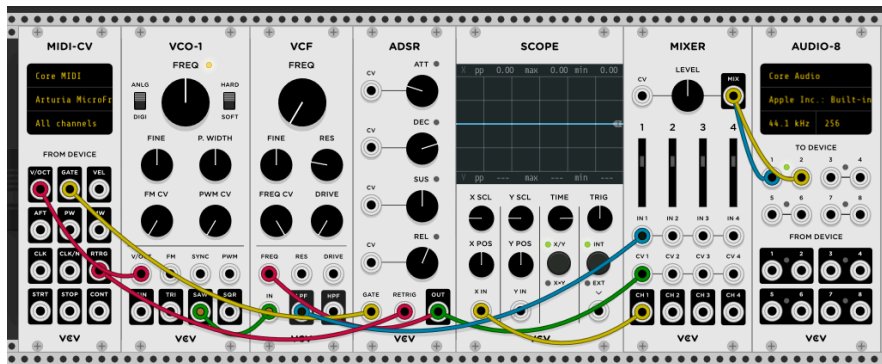 MIDI-CV
Core MIDI
Arturia MicroFr
All channels
FROM DEVICE
V/OCT GATE VEL
AFT PW MW
CLK CLK/N RTRG
STRT STOP CONT
VCV
VCO-1
FREQ
ANLG HARD
DIGI SOFT
FINE P. WIDTH
FM CV PWM CV
V/OCT FM SYNC PWM
SIN TRI SAW SQR
VCV
VCF
FREQ
FINE RES
FREQ CV DRIVE
FREQ RES DRIVE
IN LPF HPF
VCV
ADSR
ATT
CV
DEC
CV
SUS
CV
REL
CV
GATE RETRIG OUT
VCV
SCOPE
X pp 0.00 max 0.00 min 0.00
Y pp --- max --- min ---
X SCL Y SCL TIME TRIG
X POS Y POS X/Y INT
X×Y EXT
X IN Y IN
VCV
MIXER
LEVEL
CV MIX
1 2 3 4
IN 1 IN 2 IN 3 IN 4
CV 1 CV 2 CV 3 CV 4
CH 1 CH 2 CH 3 CH 4
VCV
AUDIO-8
Core Audio
Apple Inc.: Built-in
44.1 kHz 256
TO DEVICE
1 2 3 4
5 6 7 8
FROM DEVICE
1 2 3 4
5 6 7 8
VCV